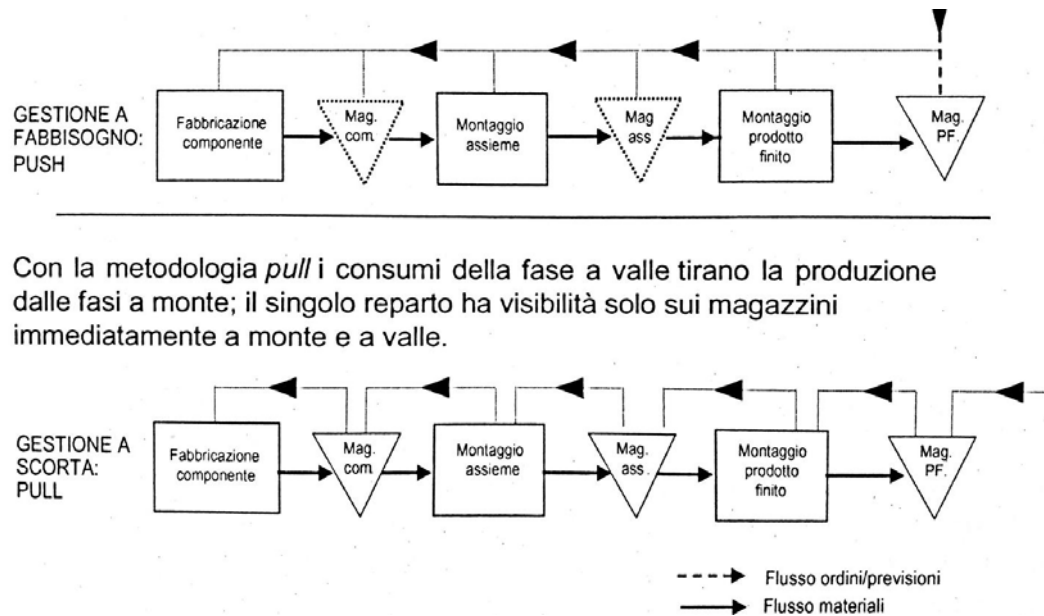 GESTIONE A
FABBISOGNO:
PUSH
Fabbricazione
componente
Mag.
com.
Montaggio
assieme
Mag
ass
Montaggio
prodotto
finito
Mag.
PF.
Con la metodologia pull i consumi della fase a valle tirano la produzione
dalle fasi a monte; il singolo reparto ha visibilità solo sui magazzini
immediatamente a monte e a valle.
GESTIONE A
SCORTA:
PULL
Fabbricazione
componente
Mag.
com.
Montaggio
assieme
Mag.
ass.
Montaggio
prodotto
finito
Mag.
PF.
Flusso ordini/previsioni
Flusso materiali